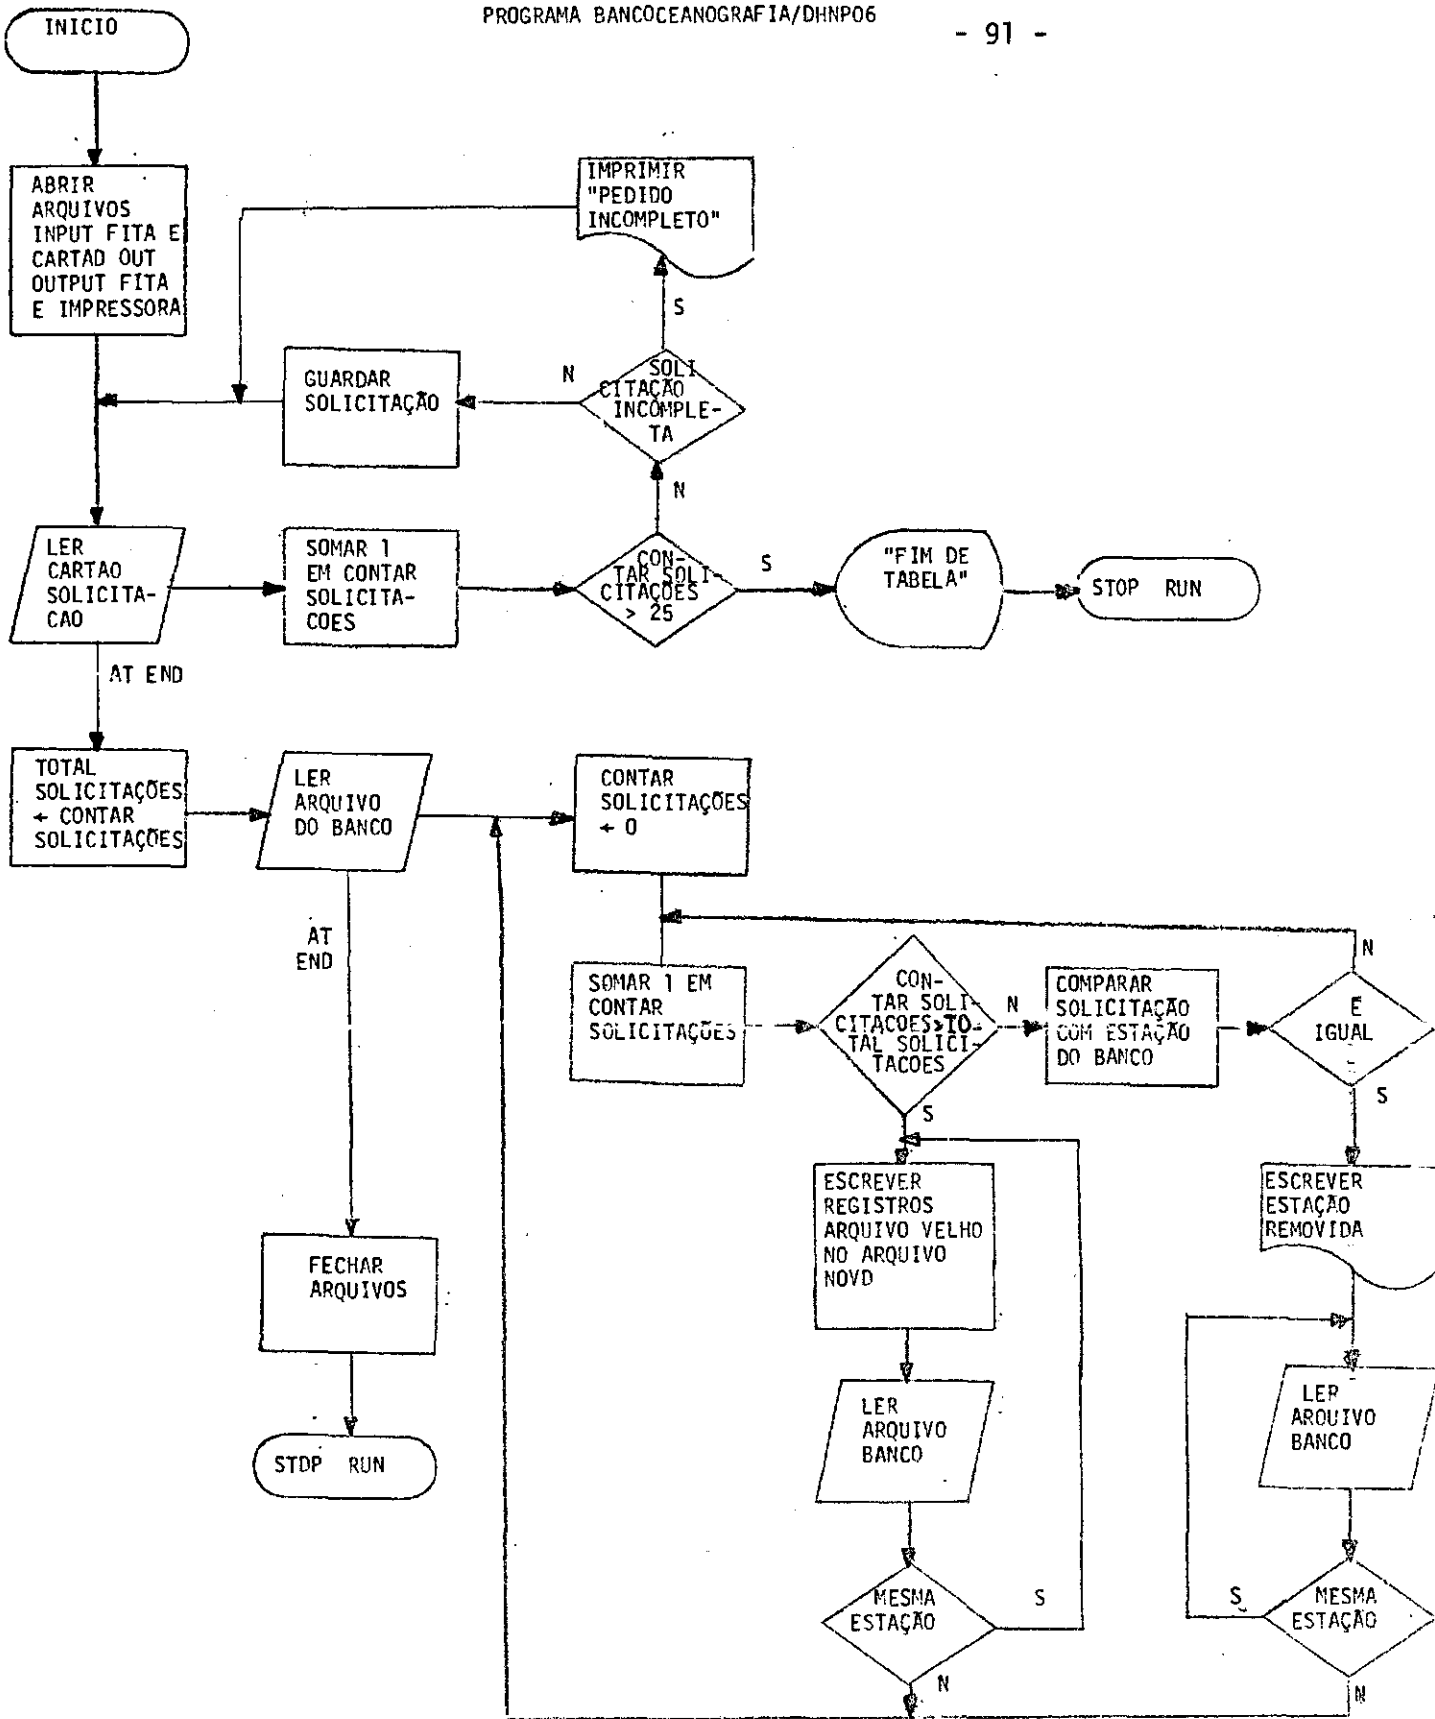 PROGRAMA BANCOCEANOGRAFIA/DHNP06
- 91 -
INICIO
ABRIR
ARQUIVOS
INPUT FITA E
CARTAD OUT
OUTPUT FITA
E IMPRESSORA
IMPRIMIR
"PEDIDO
INCOMPLETO"
S
GUARDAR
SOLICITAÇÃO
N
SOLI
CITAÇÃO
INCOMPLE-
TA
N
LER
CARTAO
SOLICITA-
CAO
SOMAR 1
EM CONTAR
SOLICITA-
COES
CON-
TAR SOLI-
CITAÇOES
> 25
S
"FIM DE
TABELA"
STOP RUN
AT END
TOTAL
SOLICITAÇÕES
← CONTAR
SOLICITAÇÕES
LER
ARQUIVO
DO BANCO
CONTAR
SOLICITAÇÕES
← 0
AT
END
SOMAR 1 EM
CONTAR
SOLICITAÇÕES
CON-
TAR SOLI-
CITACOES>TO-
TAL SOLICI-
TACOES
N
COMPARAR
SOLICITAÇÃO
COM ESTAÇÃO
DO BANCO
N
E
IGUAL
S
S
ESCREVER
REGISTROS
ARQUIVO VELHO
NO ARQUIVO
NOVD
ESCREVER
ESTAÇÃO
REMOVIDA
FECHAR
ARQUIVOS
LER
ARQUIVO
BANCO
LER
ARQUIVO
BANCO
STDP RUN
MESMA
ESTAÇÃO
S
N
S
MESMA
ESTAÇÃO
N